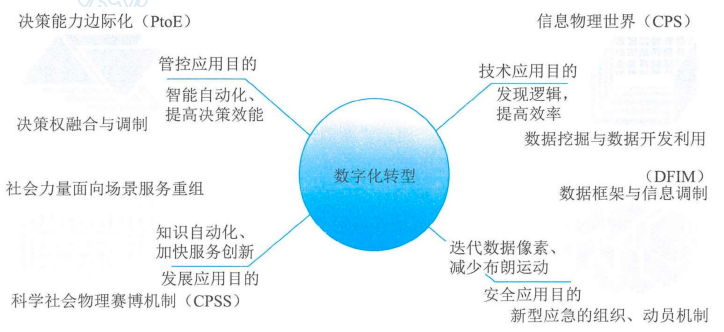 决策能力边际化（PtoE）
信息物理世界（CPS）
管控应用目的
技术应用目的
智能自动化、
提高决策效能
发现逻辑，
提高效率
决策权融合与调制
数据挖掘与数据开发利用
数字化转型
社会力量面向场景服务重组
（DFIM）
数据框架与信息调制
知识自动化、
加快服务创新
迭代数据像素、
减少布朗运动
发展应用目的
安全应用目的
科学社会物理赛博机制（CPSS）
新型应急的组织、动员机制